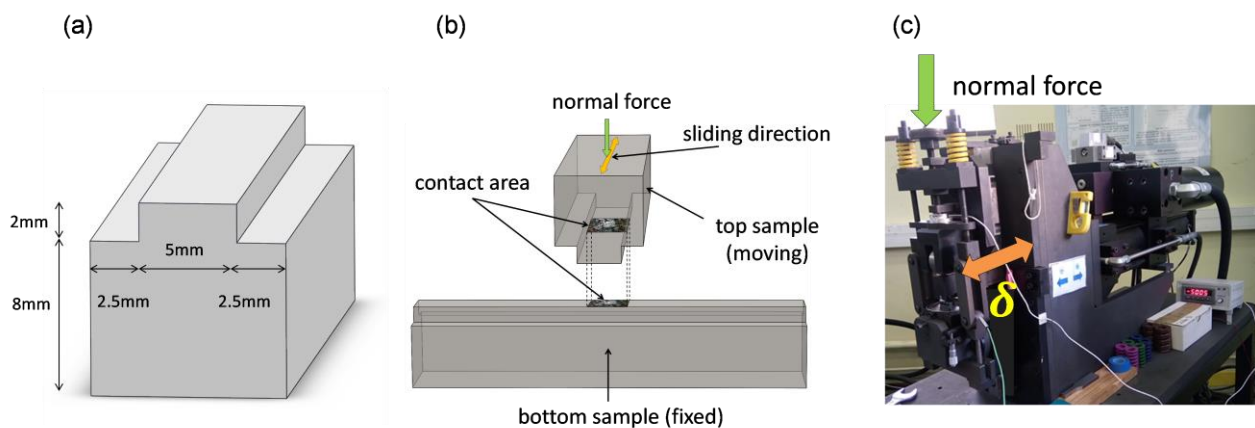 (a)
2mm
5mm
8mm
2.5mm
2.5mm
(b)
normal force
sliding direction
contact area
top sample
(moving)
bottom sample (fixed)
(c)
normal force
δ